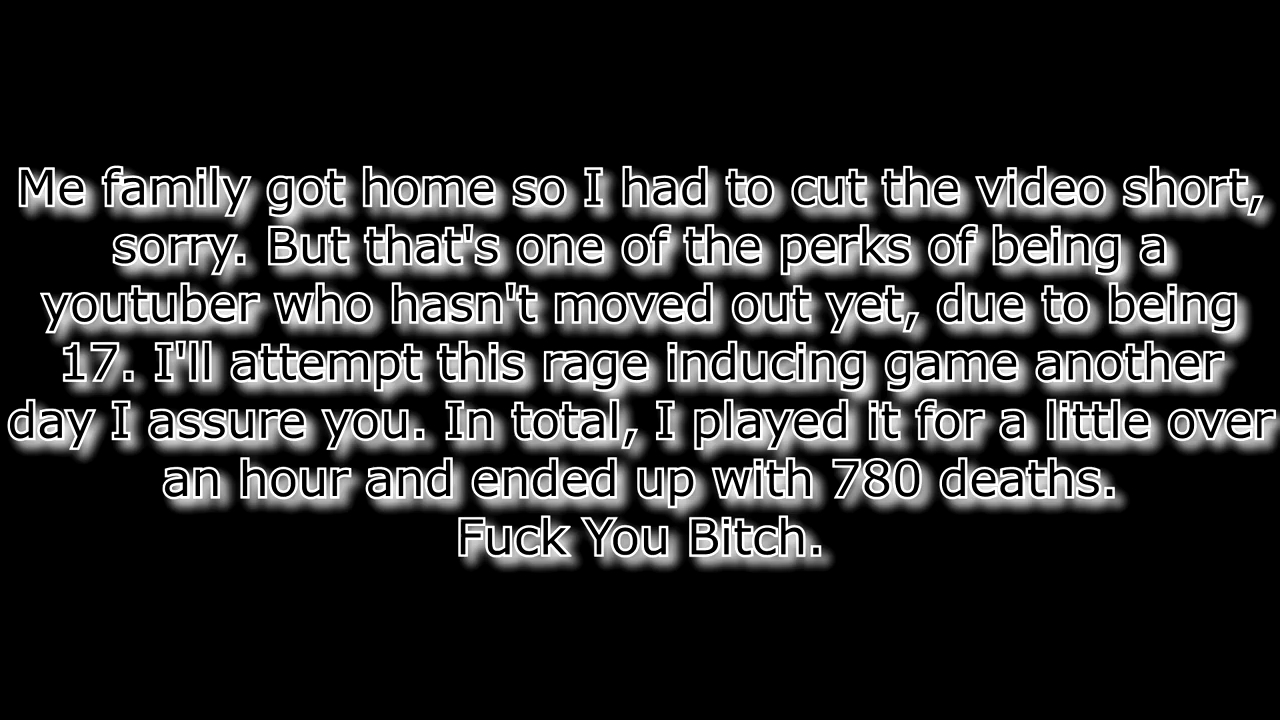 Me family got home so I had to cut the video short,
sorry. But that's one of the perks of being a
youtuber who hasn't moved out yet, due to being
17. I'll attempt this rage inducing game another
day I assure you. In total, I played it for a little over
an hour and ended up with 780 deaths.
Fuck You Bitch.